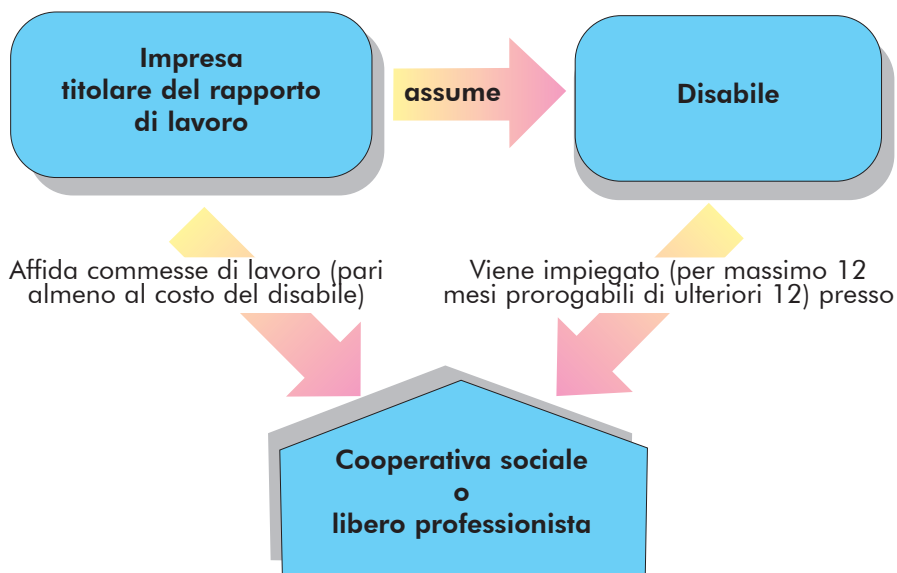 Impresa
titolare del rapporto
di lavoro
assume
Disabile
Affida commesse di lavoro (pari
almeno al costo del disabile)
Viene impiegato (per massimo 12
mesi prorogabili di ulteriori 12) presso
Cooperativa sociale
o
libero professionista